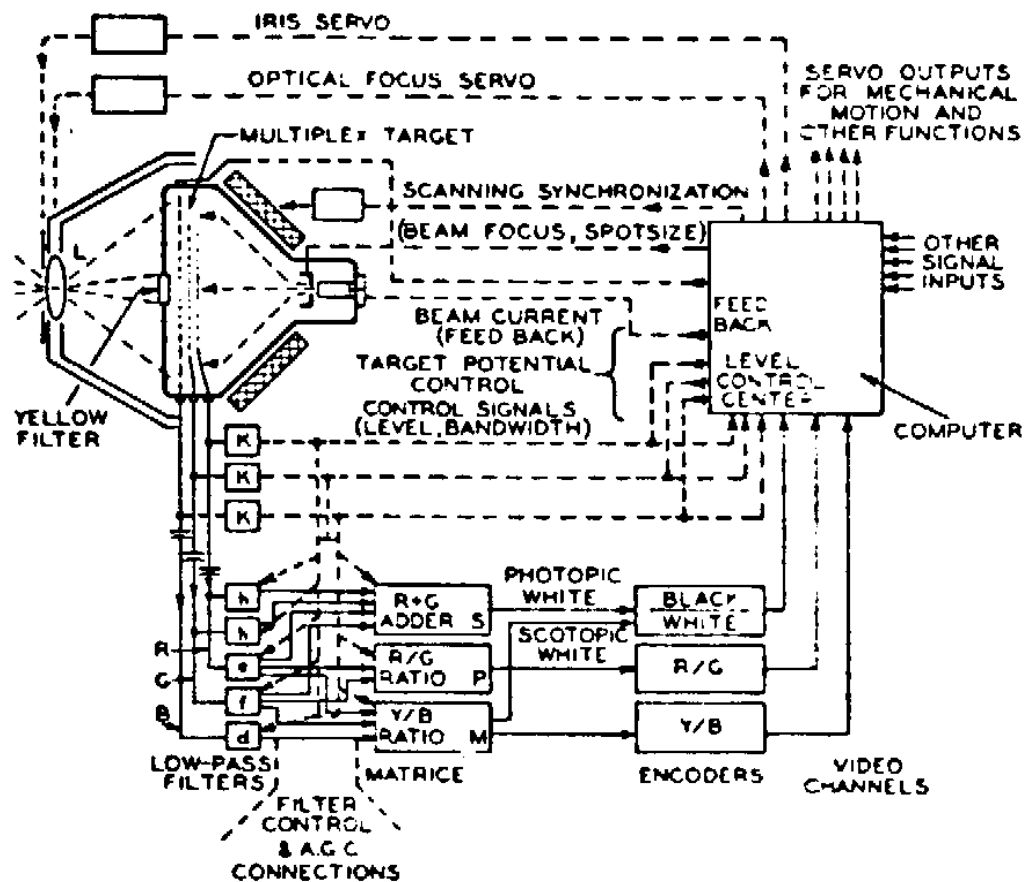 IRIS SERVO
OPTICAL FOCUS SERVO
SERVO OUTPUTS
FOR MECHANICAL
MOTION AND
OTHER FUNCTIONS
MULTIPLEX TARGET
SCANNING SYNCHRONIZATION
(BEAM FOCUS, SPOTSIZE)
OTHER
SIGNAL
INPUTS
L
BEAM CURRENT
(FEED BACK)
FEED
BACK
TARGET POTENTIAL
CONTROL
LEVEL
CONTROL
CENTER
CONTROL SIGNALS
(LEVEL, BANDWIDTH)
YELLOW
FILTER
COMPUTER
K
K
K
h
h
e
f
d
R
G
B
R+G
ADDER S
R/G
RATIO P
Y/B
RATIO M
PHOTOPIC
WHITE
SCOTOPIC
WHITE
BLACK
WHITE
R/G
Y/B
LOW-PASS
FILTERS
MATRICE
ENCODERS
VIDEO
CHANNELS
FILTER
CONTROL
& A.G.C
CONNECTIONS